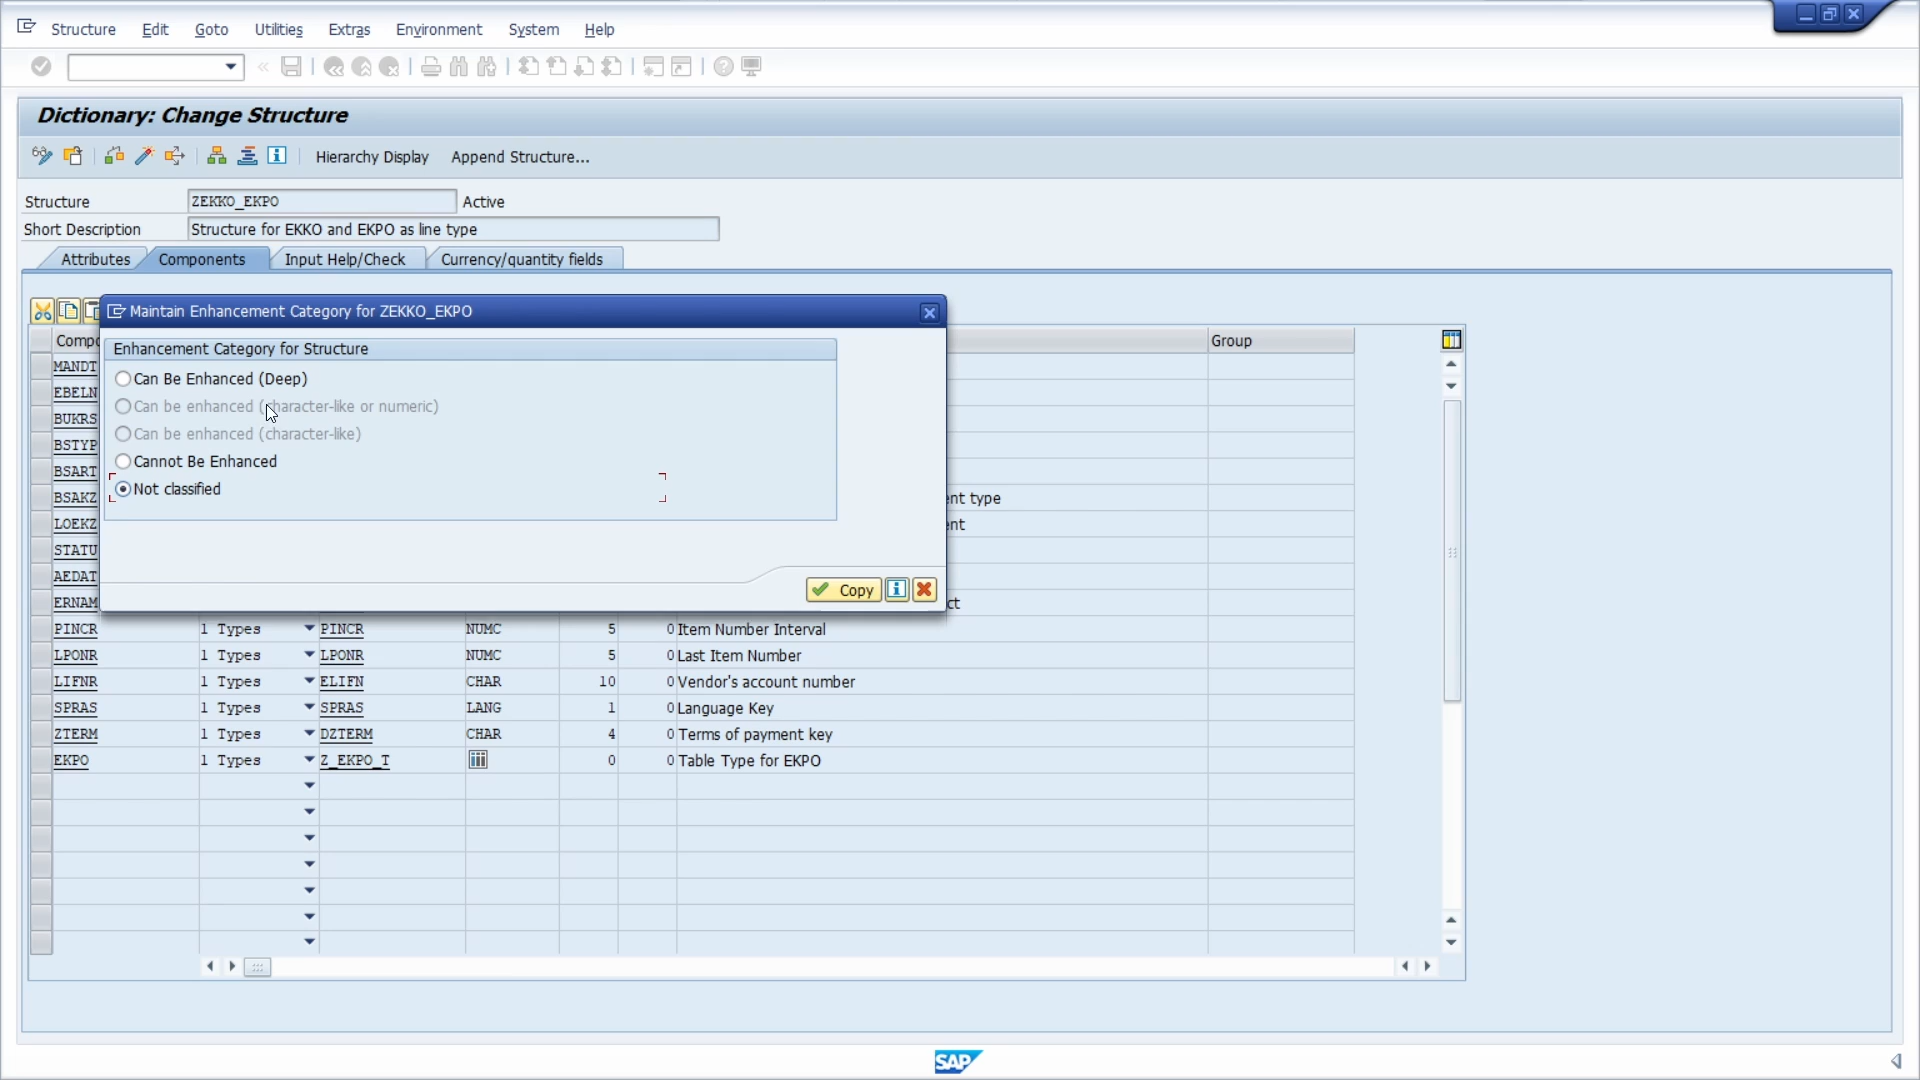 Structure Edit Goto Utilities Extras Environment System Help
Dictionary: Change Structure
Hierarchy Display Append Structure...
Structure ZEKKO_EKPO Active
Short Description Structure for EKKO and EKPO as line type
Attributes Components Input Help/Check Currency/quantity fields
Maintain Enhancement Category for ZEKKO_EKPO
Compo Group
Enhancement Category for Structure
MANDT
Can Be Enhanced (Deep)
EBELN
Can be enhanced (character-like or numeric)
BUKRS
Can be enhanced (character-like)
BSTYP
Cannot Be Enhanced
BSART
Not classified
BSAKZ ent type
LOEKZ ent
STATU
AEDAT
Copy
ERNAM ct
PINCR 1 Types PINCR NUMC 5 0 Item Number Interval
LPONR 1 Types LPONR NUMC 5 0 Last Item Number
LIFNR 1 Types ELIFN CHAR 10 0 Vendor's account number
SPRAS 1 Types SPRAS LANG 1 0 Language Key
ZTERM 1 Types DZTERM CHAR 4 0 Terms of payment key
EKPO 1 Types Z_EKPO_T 0 0 Table Type for EKPO
SAP